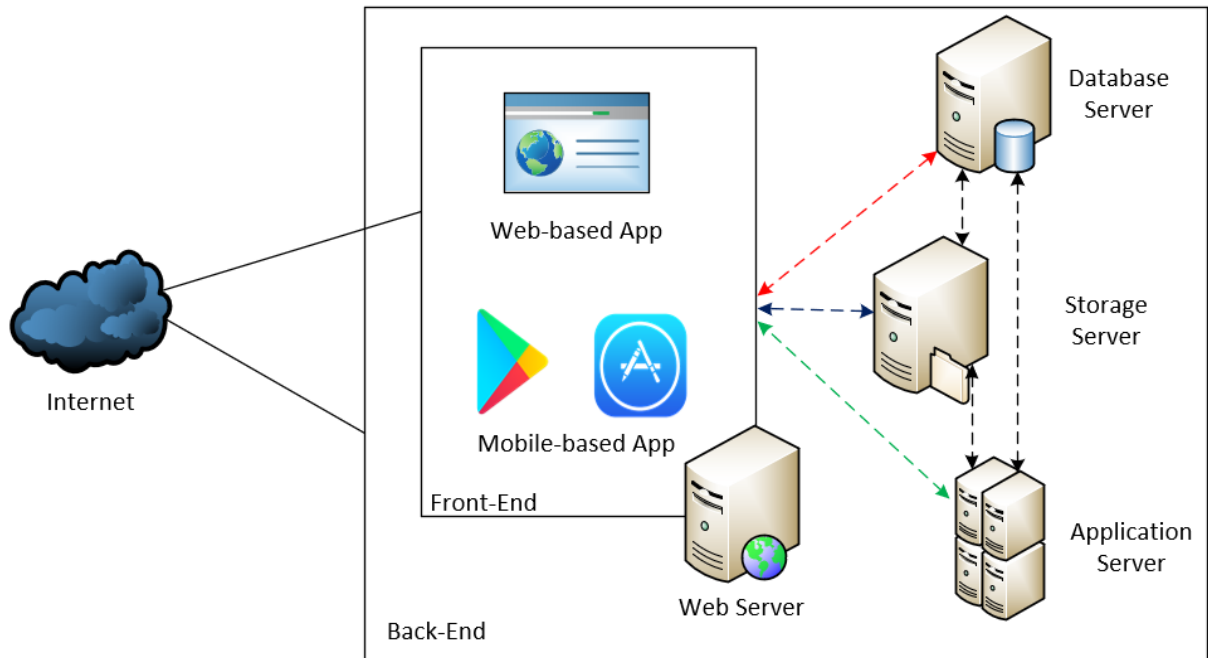 Database
Server
Web-based App
Storage
Server
Internet
Mobile-based App
Front-End
Application
Server
Web Server
Back-End